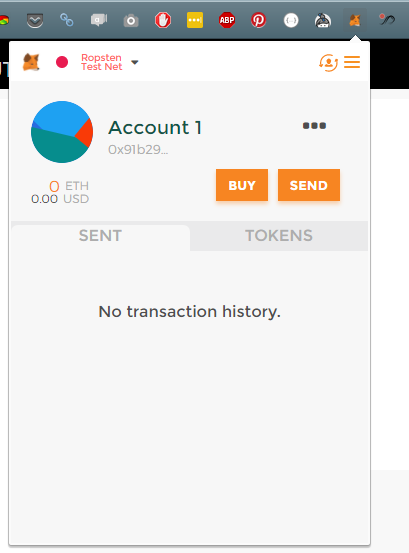 ABP
Ropsten
Test Net
Account 1
0x91b29...
0 ETH
0.00 USD
BUY
SEND
SENT
TOKENS
No transaction history.